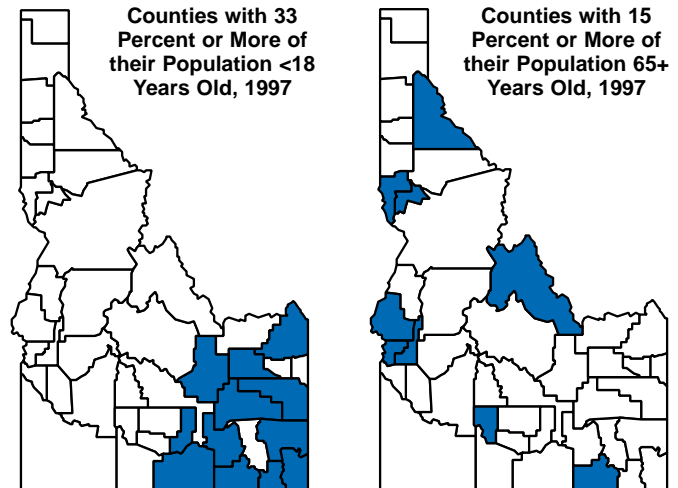 Counties with 33
Percent or More of
their Population <18
Years Old, 1997
Counties with 15
Percent or More of
their Population 65+
Years Old, 1997